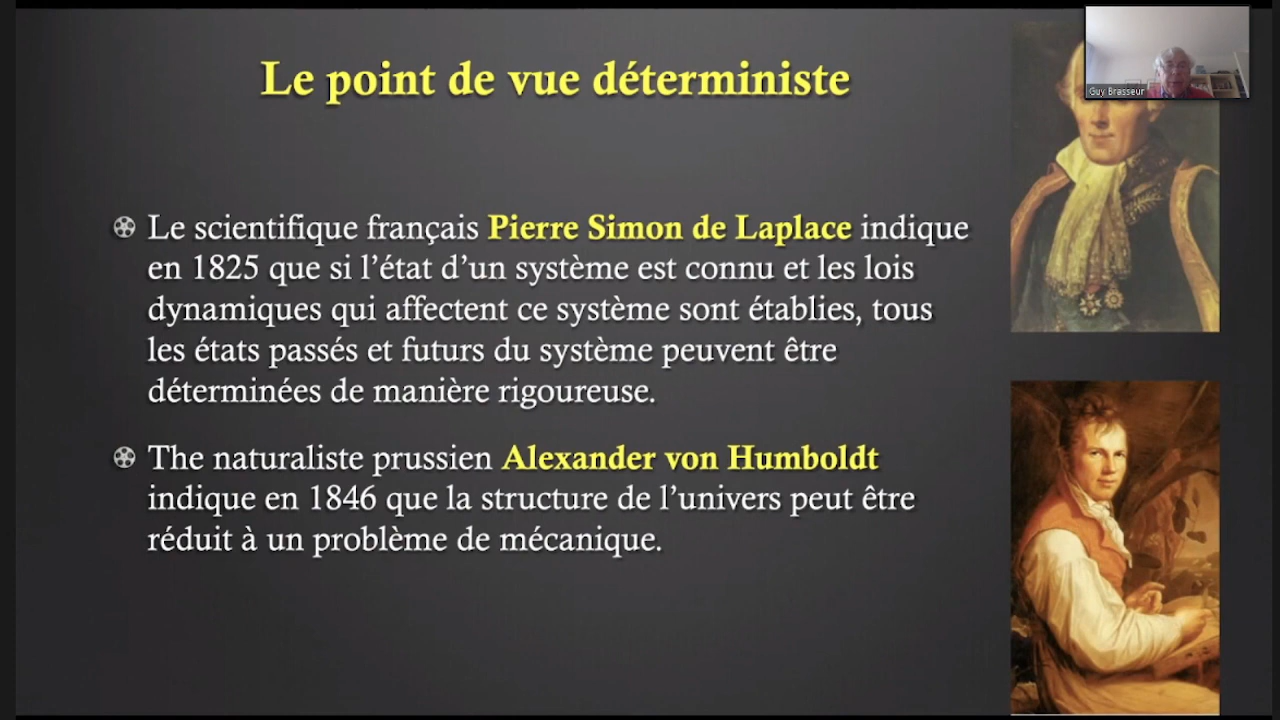 Le point de vue déterministe
Guy Brasseur
Le scientifique français Pierre Simon de Laplace indique
en 1825 que si l’état d’un système est connu et les lois
dynamiques qui affectent ce système sont établies, tous
les états passés et futurs du système peuvent être
déterminées de manière rigoureuse.
The naturaliste prussien Alexander von Humboldt
indique en 1846 que la structure de l’univers peut être
réduit à un problème de mécanique.